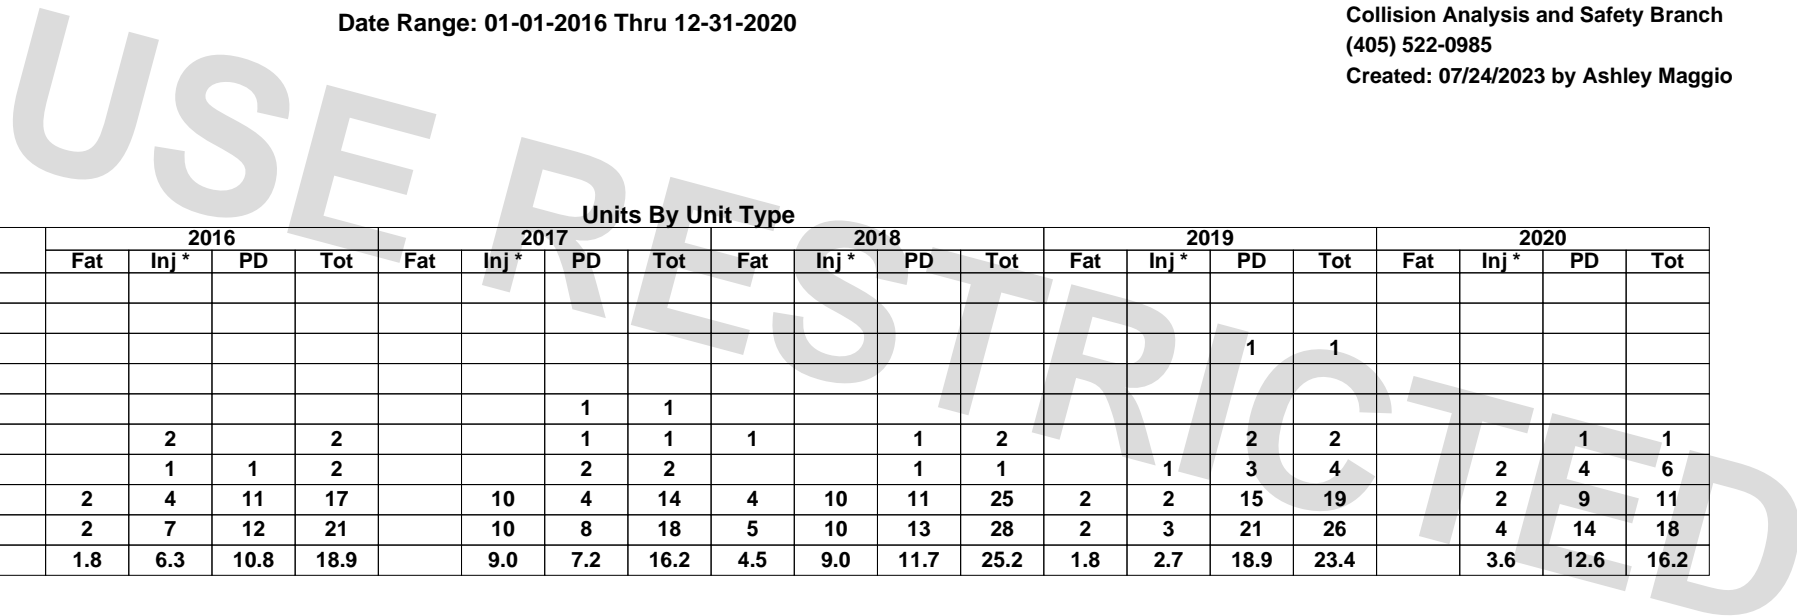 Date Range: 01-01-2016 Thru 12-31-2020
Collision Analysis and Safety Branch
(405) 522-0985
Created: 07/24/2023 by Ashley Maggio
USE RESTRICTED
Units By Unit Type
2016 2017 2018 2019 2020
Fat Inj * PD Tot Fat Inj * PD Tot Fat Inj * PD Tot Fat Inj * PD Tot Fat Inj * PD Tot
1 1
1 1
2 2 1 1 1 1 2 2 2 1 1
1 1 2 2 2 1 1 1 3 4 2 4 6
2 4 11 17 10 4 14 4 10 11 25 2 2 15 19 2 9 11
2 7 12 21 10 8 18 5 10 13 28 2 3 21 26 4 14 18
1.8 6.3 10.8 18.9 9.0 7.2 16.2 4.5 9.0 11.7 25.2 1.8 2.7 18.9 23.4 3.6 12.6 16.2